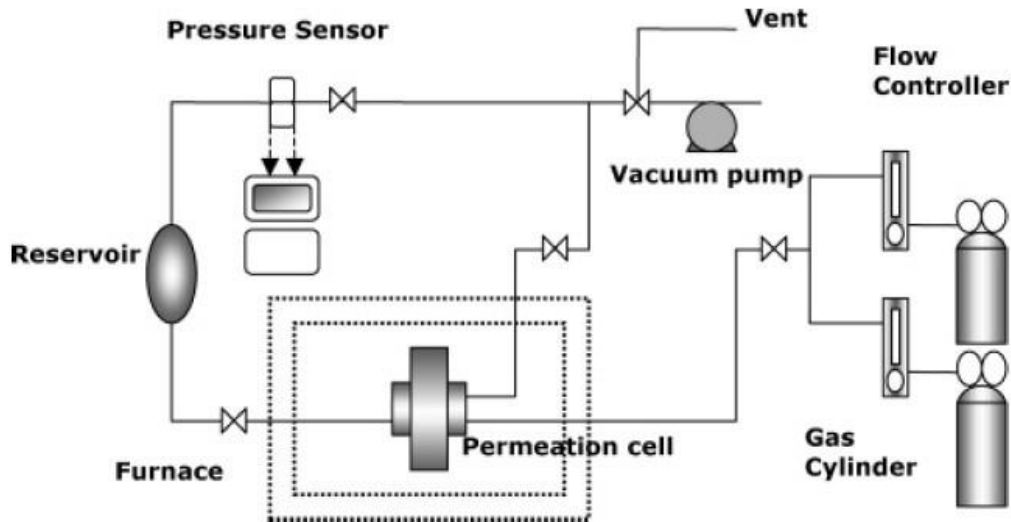 Pressure Sensor
Vent
Flow
Controller
Vacuum pump
Reservoir
Permeation cell
Furnace
Gas
Cylinder